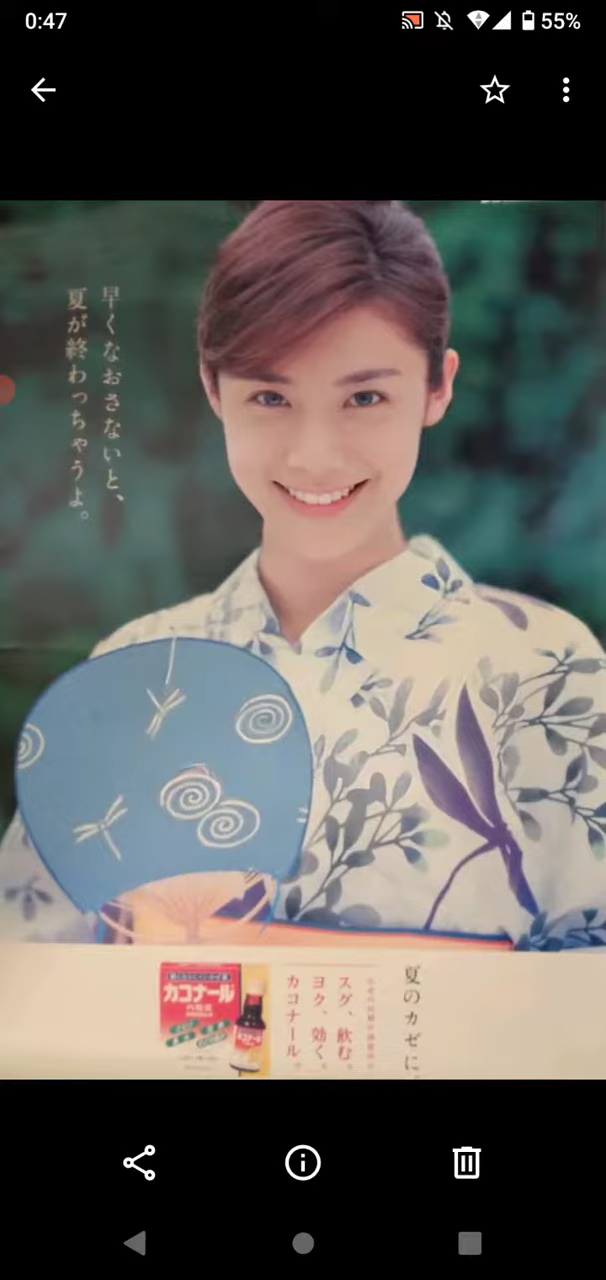 0:47
55%
早くなおさないと、
夏が終わっちゃうよ。
夏のカゼに。
スグ、飲む。
ヨク、効く。
カコナール。
カコナール